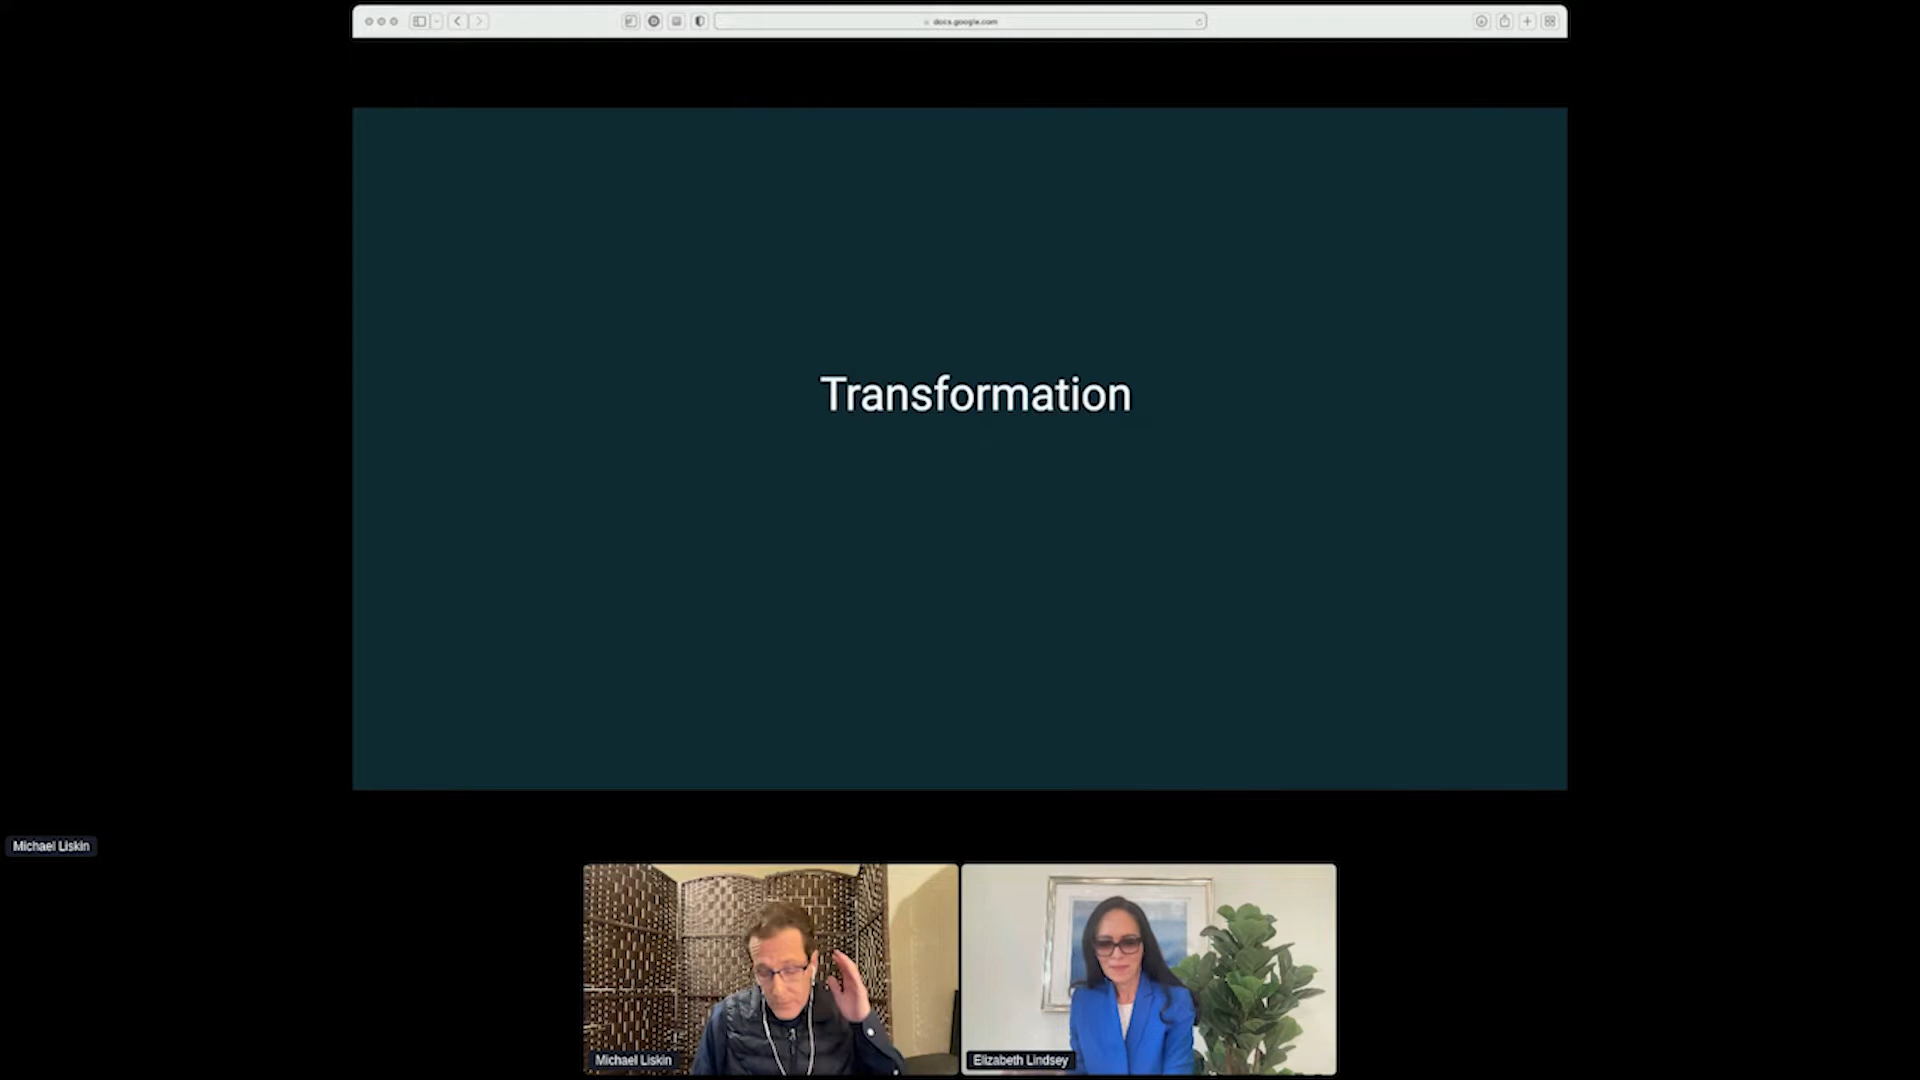 docs.google.com
Transformation
Michael Liskin
Michael Liskin
Elizabeth Lindsey